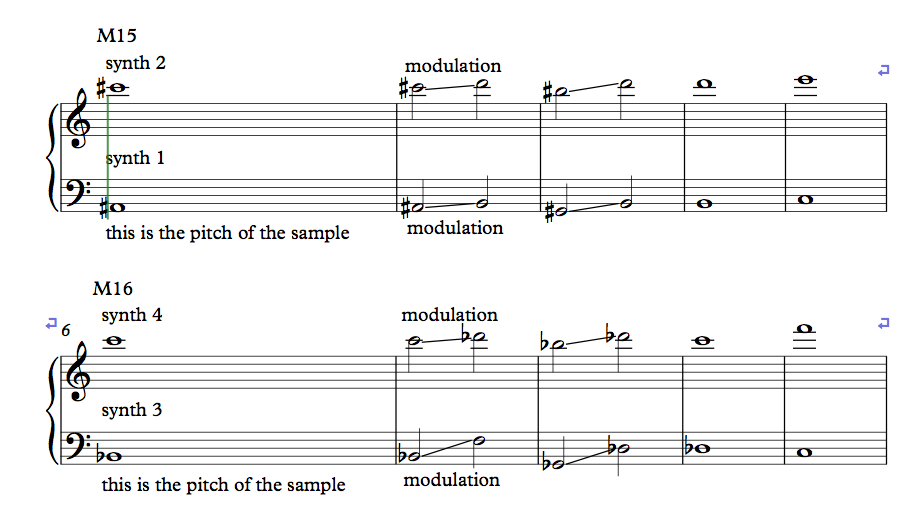 M15
synth 2
modulation
synth 1
this is the pitch of the sample
modulation
M16
synth 4
modulation
6
synth 3
this is the pitch of the sample
modulation